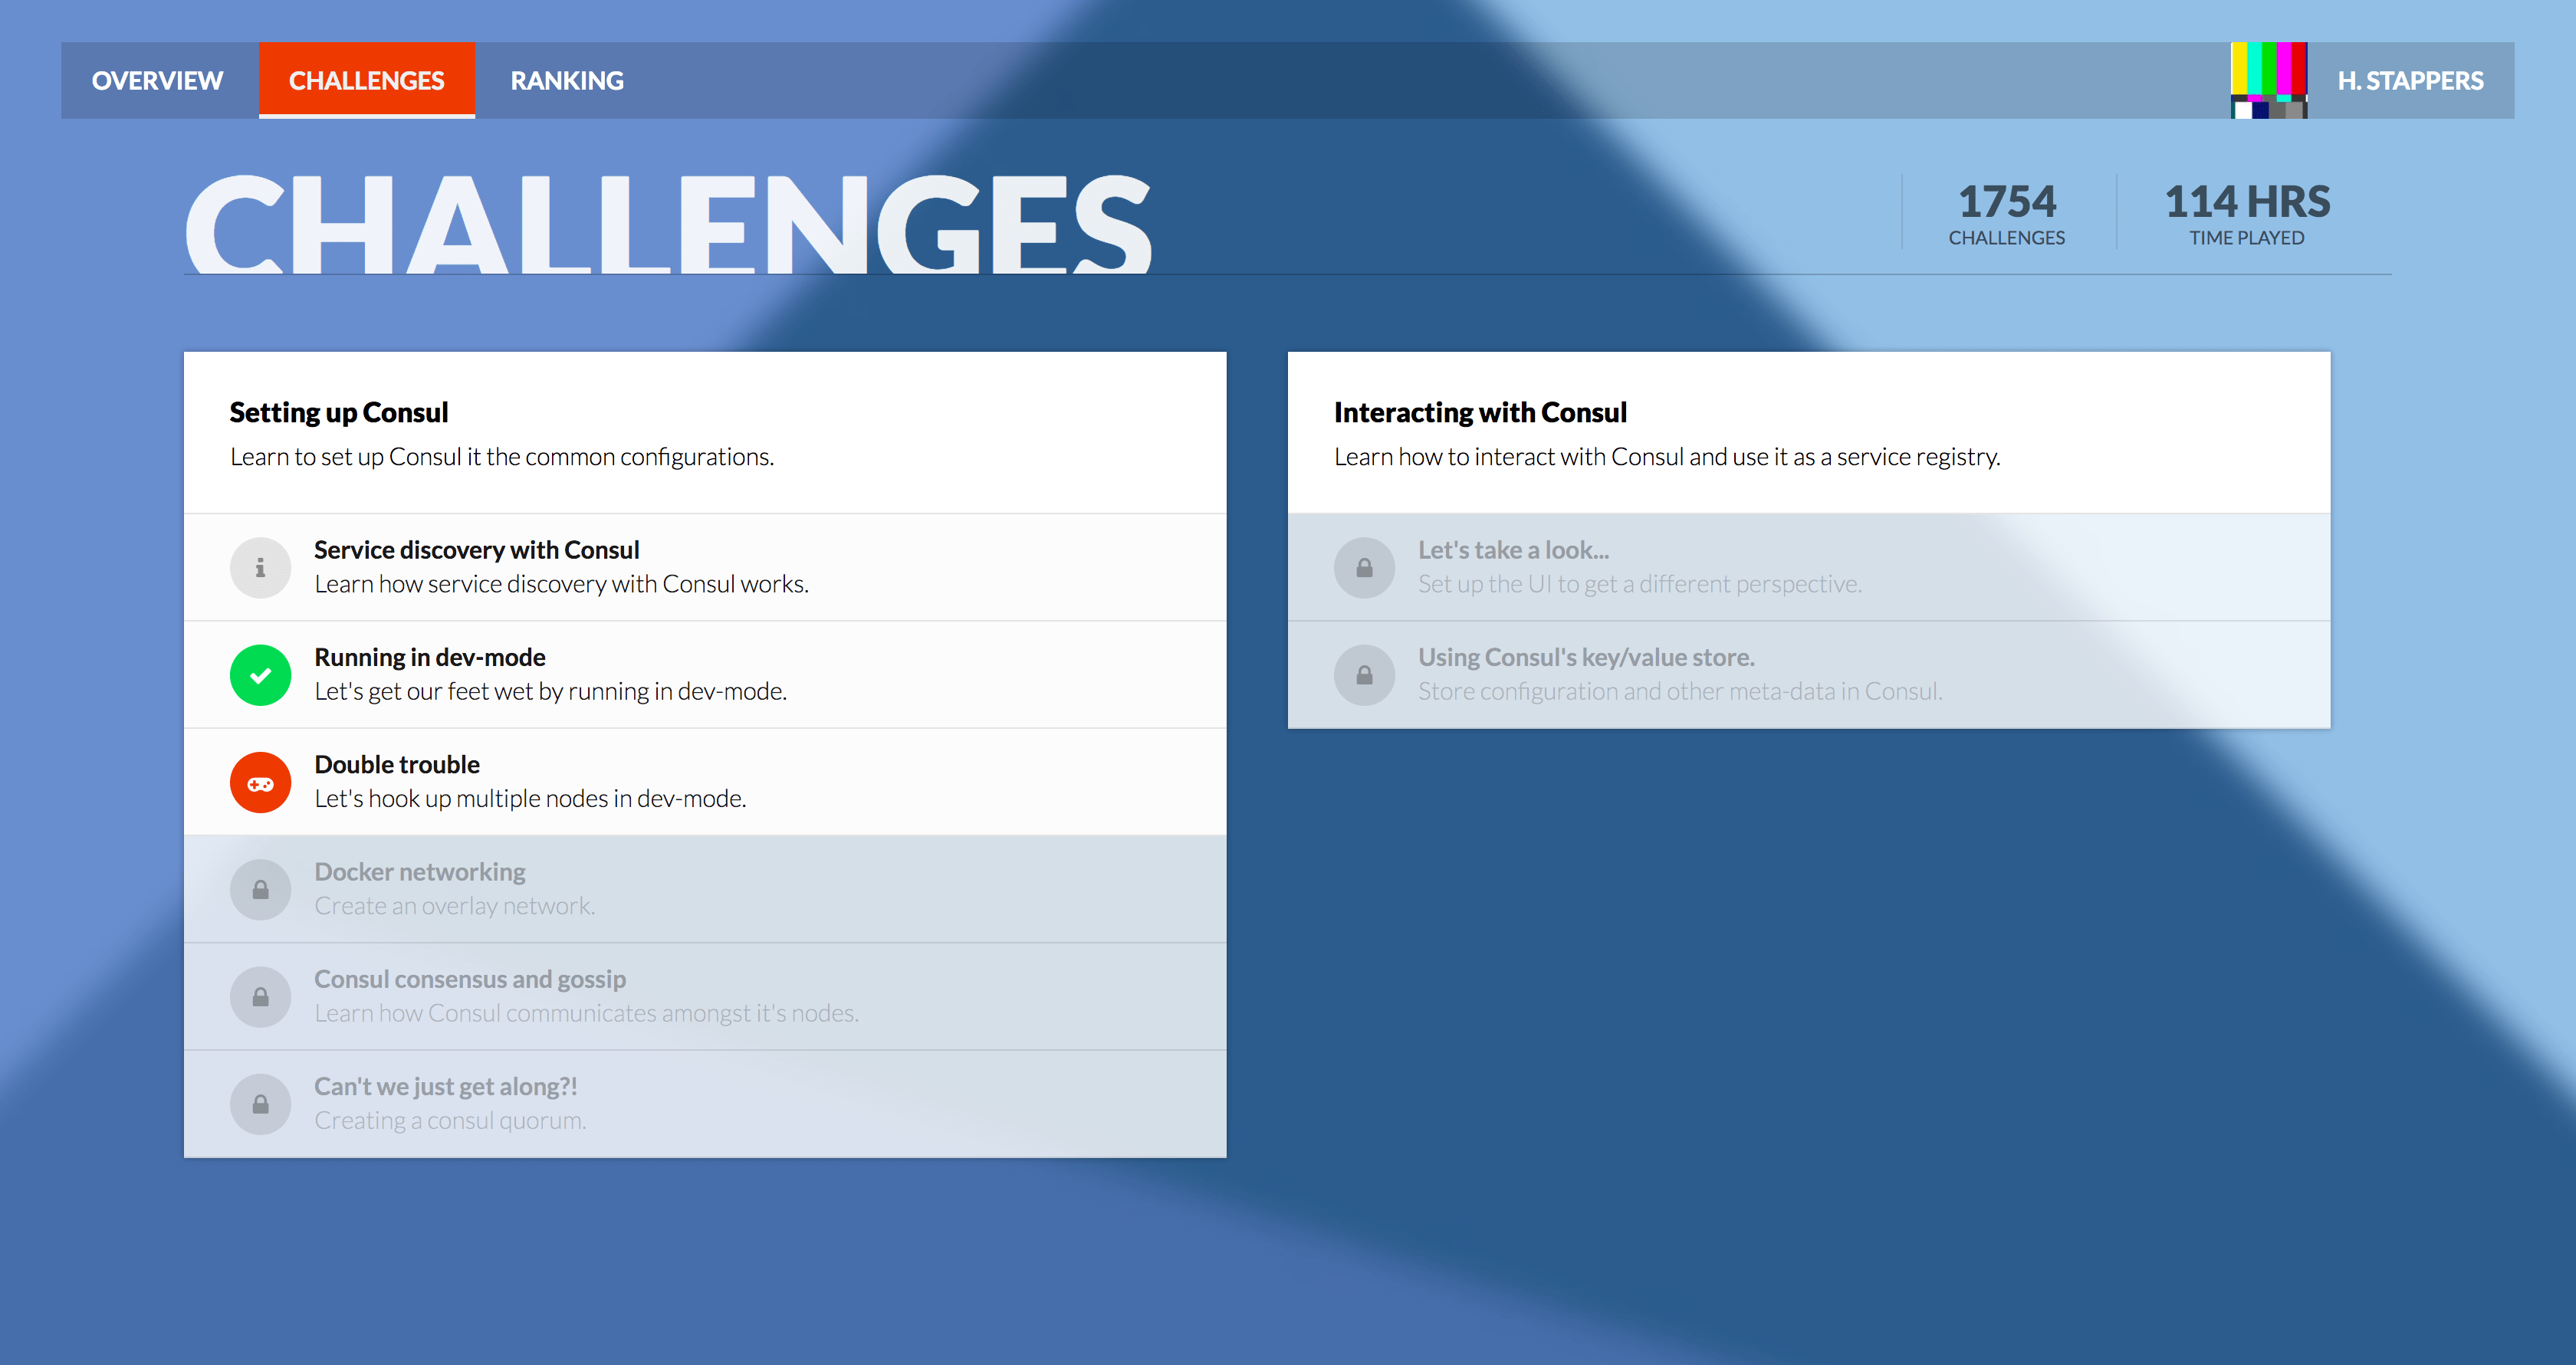 OVERVIEW
CHALLENGES
RANKING
H. STAPPERS
CHALLENGES
1754
CHALLENGES
114 HRS
TIME PLAYED
Setting up Consul
Learn to set up Consul it the common configurations.
Service discovery with Consul
Learn how service discovery with Consul works.
Running in dev-mode
Let's get our feet wet by running in dev-mode.
Double trouble
Let's hook up multiple nodes in dev-mode.
Docker networking
Create an overlay network.
Consul consensus and gossip
Learn how Consul communicates amongst it's nodes.
Can't we just get along?!
Creating a consul quorum.
Interacting with Consul
Learn how to interact with Consul and use it as a service registry.
Let's take a look...
Set up the UI to get a different perspective.
Using Consul's key/value store.
Store configuration and other meta-data in Consul.